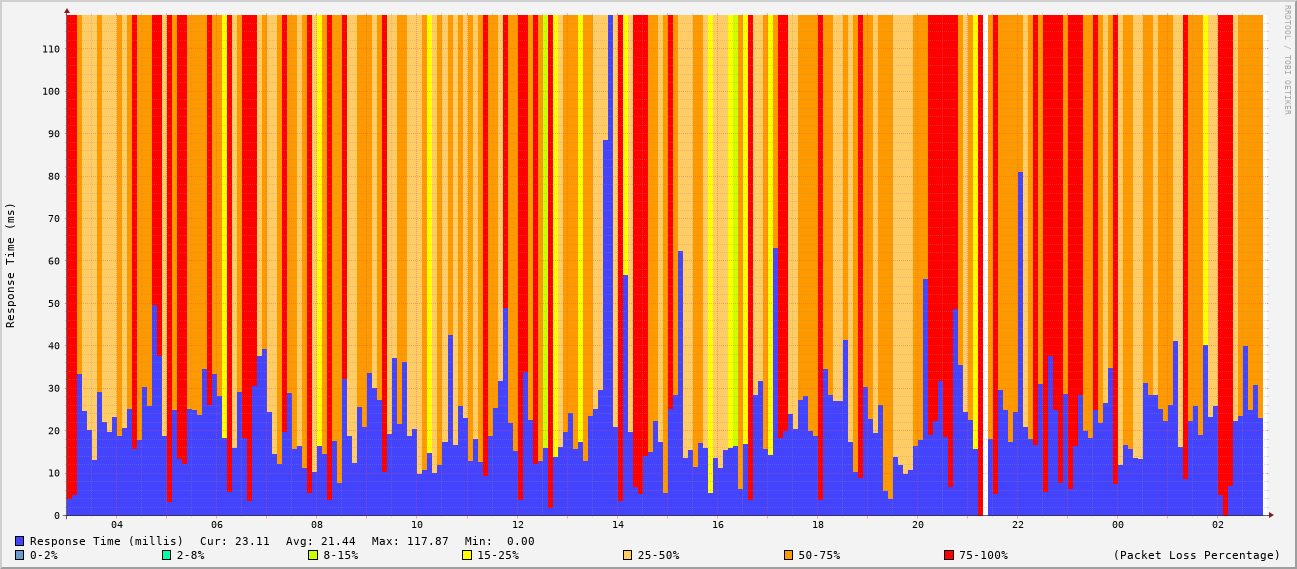 RRDTOOL / TOBI OETIKER
Response Time (ms)
110
100
90
80
70
60
50
40
30
20
10
0
04 06 08 10 12 14 16 18 20 22 00 02
Response Time (millis) Cur: 23.11 Avg: 21.44 Max: 117.87 Min: 0.00
0-2% 2-8% 8-15% 15-25% 25-50% 50-75% 75-100% (Packet Loss Percentage)